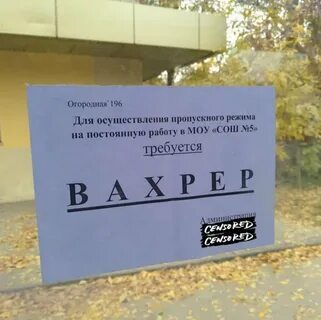 Огородная 196
Для осуществления пропускного режима
на постоянную работу в МОУ «СОШ №5»
требуется
ВАХРЕР
Администрация
CENSORED
CENSORED